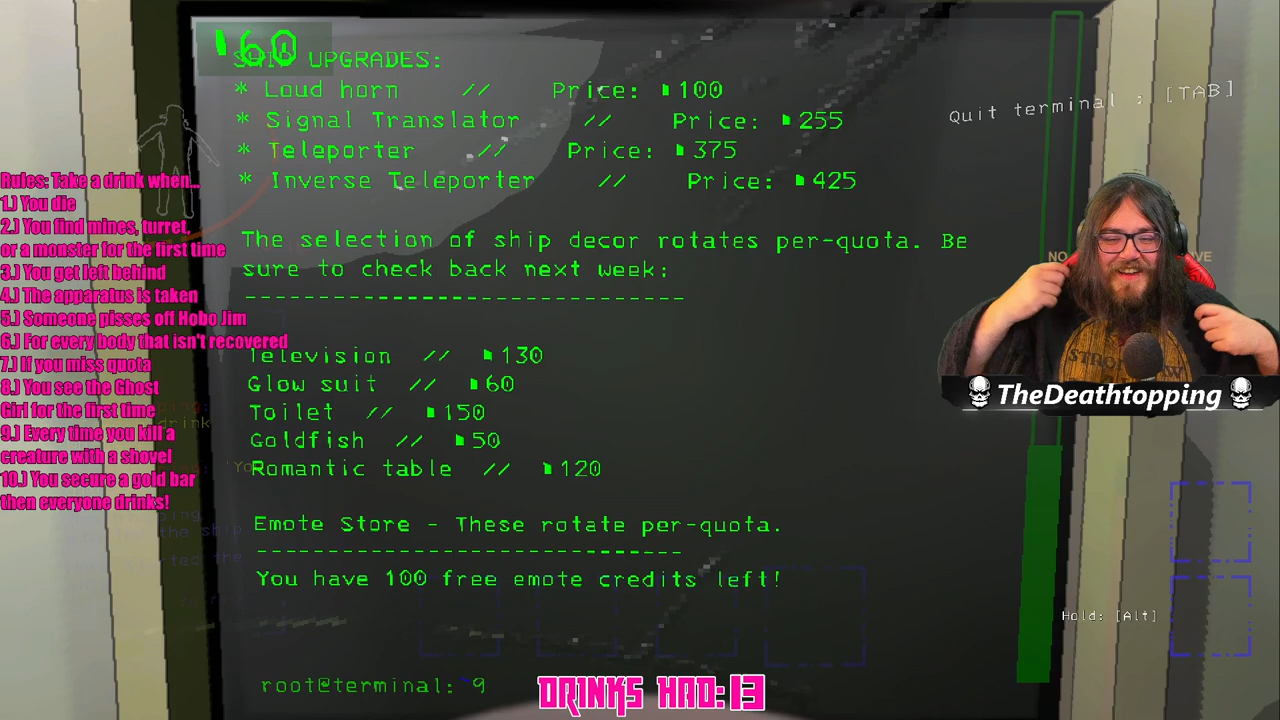 ▮60
SHIP UPGRADES:
* Loud horn // Price: ▮100
* Signal Translator // Price: ▮255
* Teleporter // Price: ▮375
* Inverse Teleporter // Price: ▮425
Quit terminal : [TAB]
The selection of ship decor rotates per-quota. Be
sure to check back next week:
------------------------------
Television // ▮130
Glow suit // ▮60
Toilet // ▮150
Goldfish // ▮50
Romantic table // ▮120
Emote Store - These rotate per-quota.
------------------------------
You have 100 free emote credits left!
root@terminal: 9
Rules: Take a drink when...
1.) You die
2.) You find mines, turret,
or a monster for the first time
3.) You get left behind
4.) The apparatus is taken
5.) Someone pisses off Hobo Jim
6.) For every body that isn't recovered
7.) If you miss quota
8.) You see the Ghost
Girl for the first time
9.) Every time you kill a
creature with a shovel
10.) You secure a gold bar
then everyone drinks!
drink
the ship.
the
TheDeathtopping
Hold: [Alt]
DRINKS HAD: 13